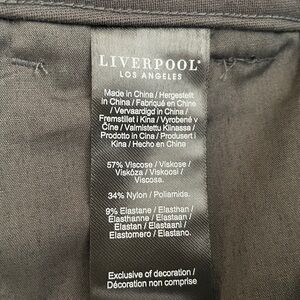 LIVERPOOL
LOS ANGELES
Made in China / Hergestellt
in China / Fabriqué en Chine
/ Vervaardigd in China /
Fremstillet i Kina / Vyrobené v
Číne / Valmistettu Kiinassa /
Prodotto in Cina / Produsert i
Kina / Hecho en China
57% Viscose / Viskose /
Viskóza / Viskoosi /
Viscosa.
34% Nylon / Poliamida.
9% Elastane / Elasthan /
Élasthanne / Elastaan /
Elastan / Elastaani /
Elastomero / Elastano.
Exclusive of decoration /
Décoration non comprise